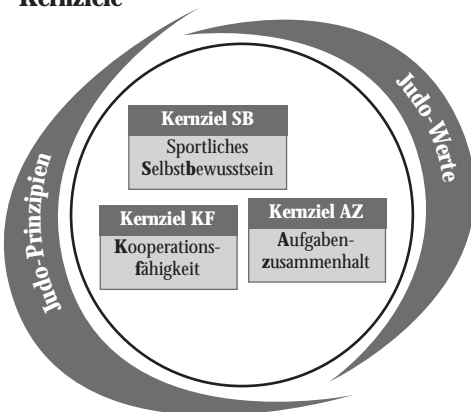 Kernziele
Judo-Werte
Kernziel SB
Sportliches
Selbstbewusstsein
Judo-Prinzipien
Kernziel KF
Kooperations-
fähigkeit
Kernziel AZ
Aufgaben-
zusammenhalt